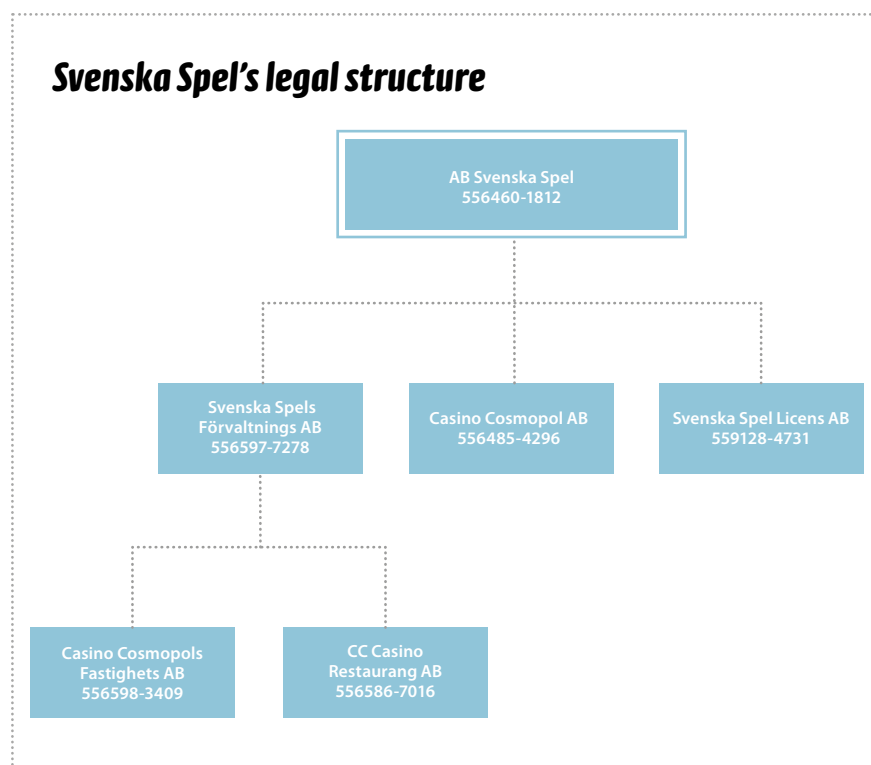 Svenska Spel’s legal structure
AB Svenska Spel
556460-1812
Svenska Spels
Förvaltnings AB
556597-7278
Casino Cosmopol AB
556485-4296
Svenska Spel Licens AB
559128-4731
Casino Cosmopols
Fastighets AB
556598-3409
CC Casino
Restaurang AB
556586-7016